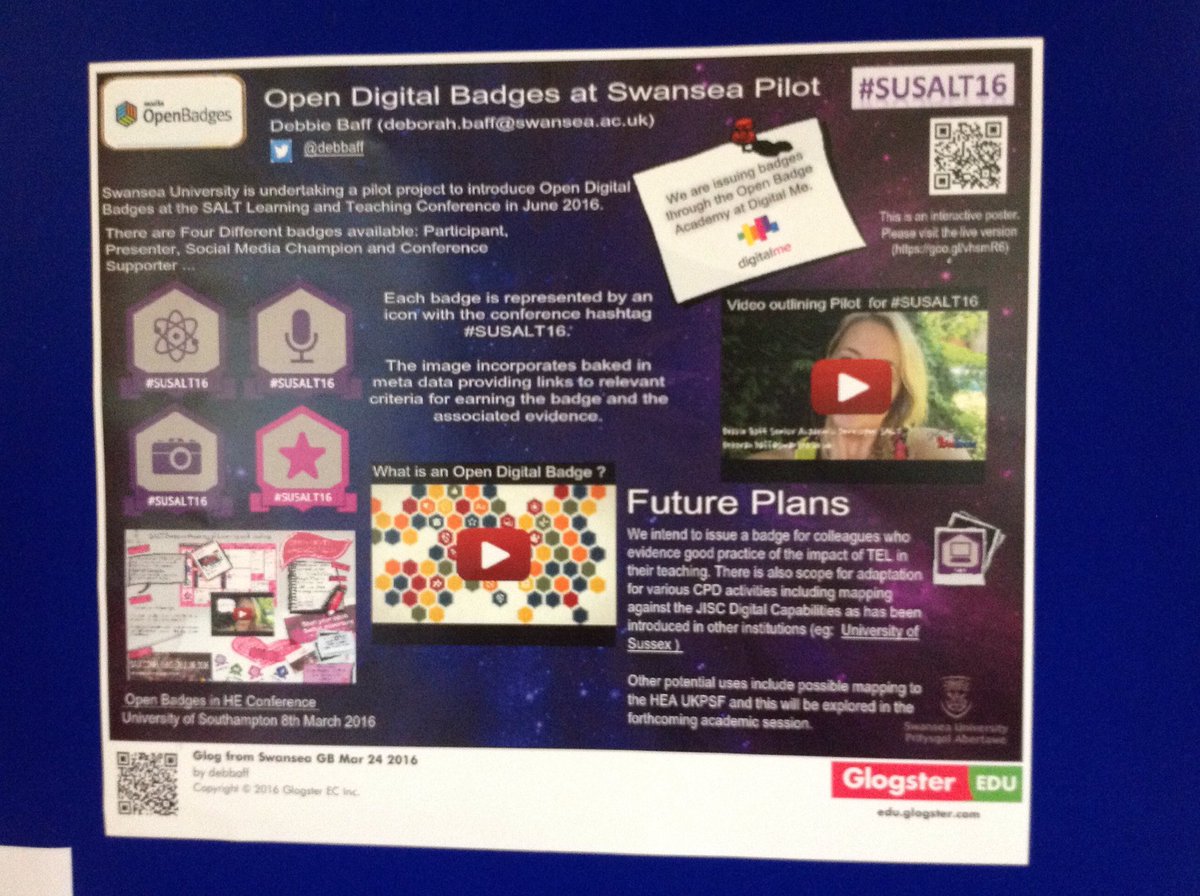 mozilla
OpenBadges
Open Digital Badges at Swansea Pilot
#SUSALT16
Debbie Baff (deborah.baff@swansea.ac.uk)
@debbaff
Swansea University is undertaking a pilot project to introduce Open Digital
Badges at the SALT Learning and Teaching Conference in June 2016.
There are Four Different badges available: Participant,
Presenter, Social Media Champion and Conference
Supporter ...
We are issuing badges
through the Open Badge
Academy at Digital Me.
digitalme
This is an interactive poster.
Please visit the live version
(https://goo.gl/vhsmR6)
#SUSALT16
#SUSALT16
#SUSALT16
#SUSALT16
Each badge is represented by an
icon with the conference hashtag
#SUSALT16.
The image incorporates baked in
meta data providing links to relevant
criteria for earning the badge and the
associated evidence.
Video outlining Pilot for #SUSALT16
What is an Open Digital Badge ?
Future Plans
We intend to issue a badge for colleagues who
evidence good practice of the impact of TEL in
their teaching. There is also scope for adaptation
for various CPD activities including mapping
against the JISC Digital Capabilities as has been
introduced in other institutions (eg: University of
Sussex )
Other potential uses include possible mapping to
the HEA UKPSF and this will be explored in the
forthcoming academic session.
Swansea University
Prifysgol Abertawe
Open Badges in HE Conference
University of Southampton 8th March 2016
Glog from Swansea GB Mar 24 2016
by debbaff
Copyright © 2016 Glogster EC inc.
Glogster EDU
edu.glogster.com